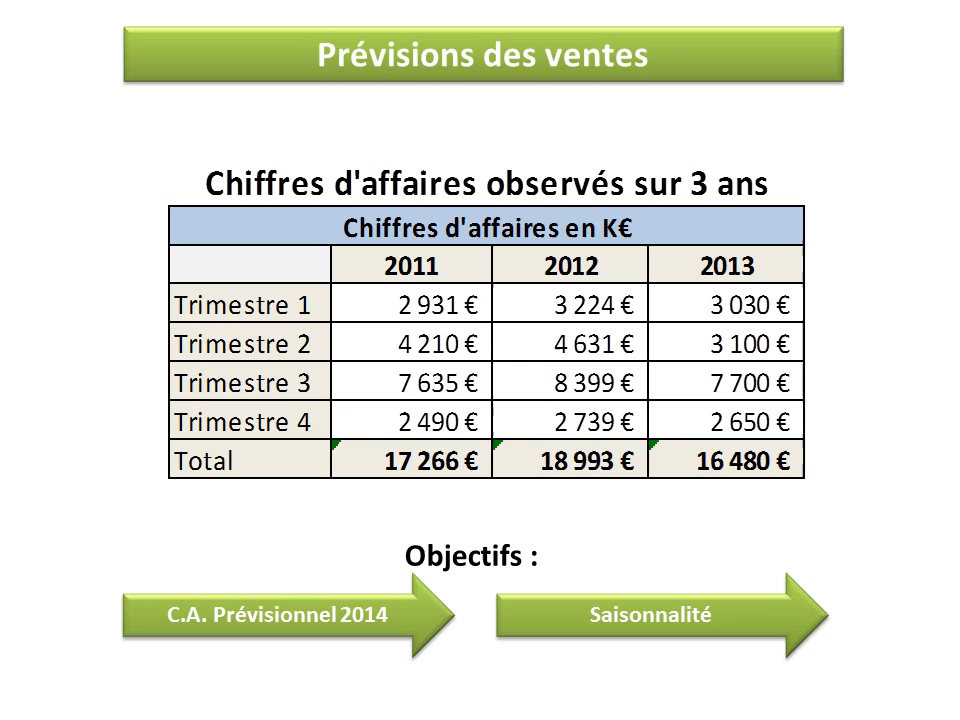 Prévisions des ventes
Chiffres d'affaires observés sur 3 ans
Chiffres d'affaires en K€
2011 2012 2013
Trimestre 1 2 931 € 3 224 € 3 030 €
Trimestre 2 4 210 € 4 631 € 3 100 €
Trimestre 3 7 635 € 8 399 € 7 700 €
Trimestre 4 2 490 € 2 739 € 2 650 €
Total 17 266 € 18 993 € 16 480 €
Objectifs :
C.A. Prévisionnel 2014 Saisonnalité